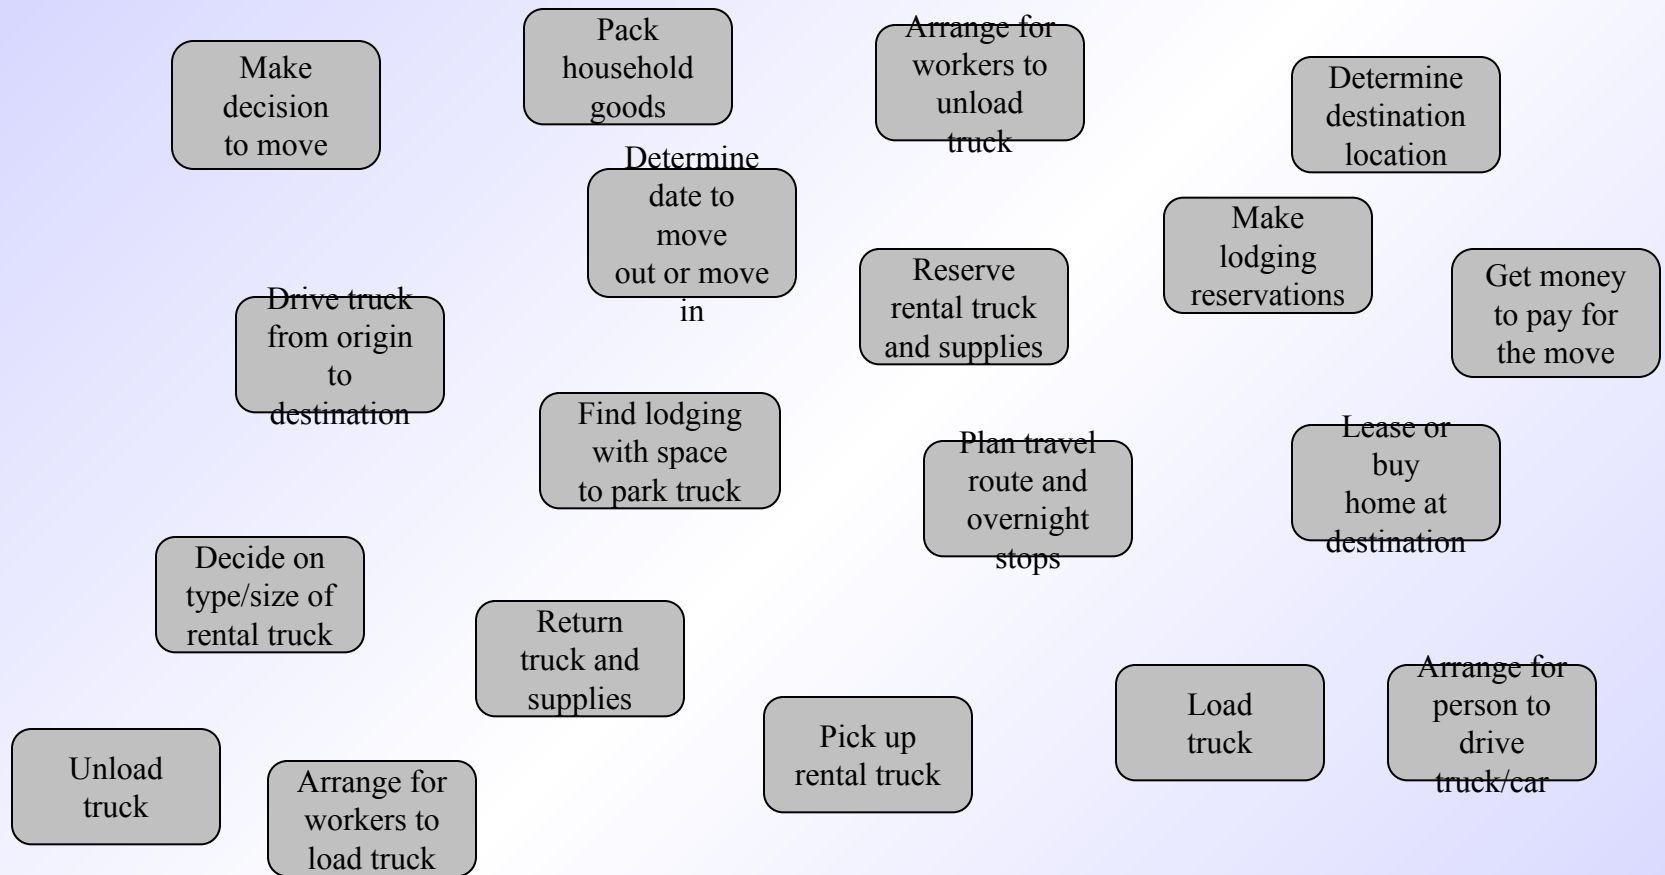 Make
decision
to move
Pack
household
goods
Arrange for
workers to
unload
truck
Determine
destination
location
Determine
date to
move
out or move
in
Make
lodging
reservations
Reserve
rental truck
and supplies
Get money
to pay for
the move
Drive truck
from origin
to
destination
Find lodging
with space
to park truck
Plan travel
route and
overnight
stops
Lease or
buy
home at
destination
Decide on
type/size of
rental truck
Return
truck and
supplies
Load
truck
Arrange for
person to
drive
truck/car
Pick up
rental truck
Unload
truck
Arrange for
workers to
load truck